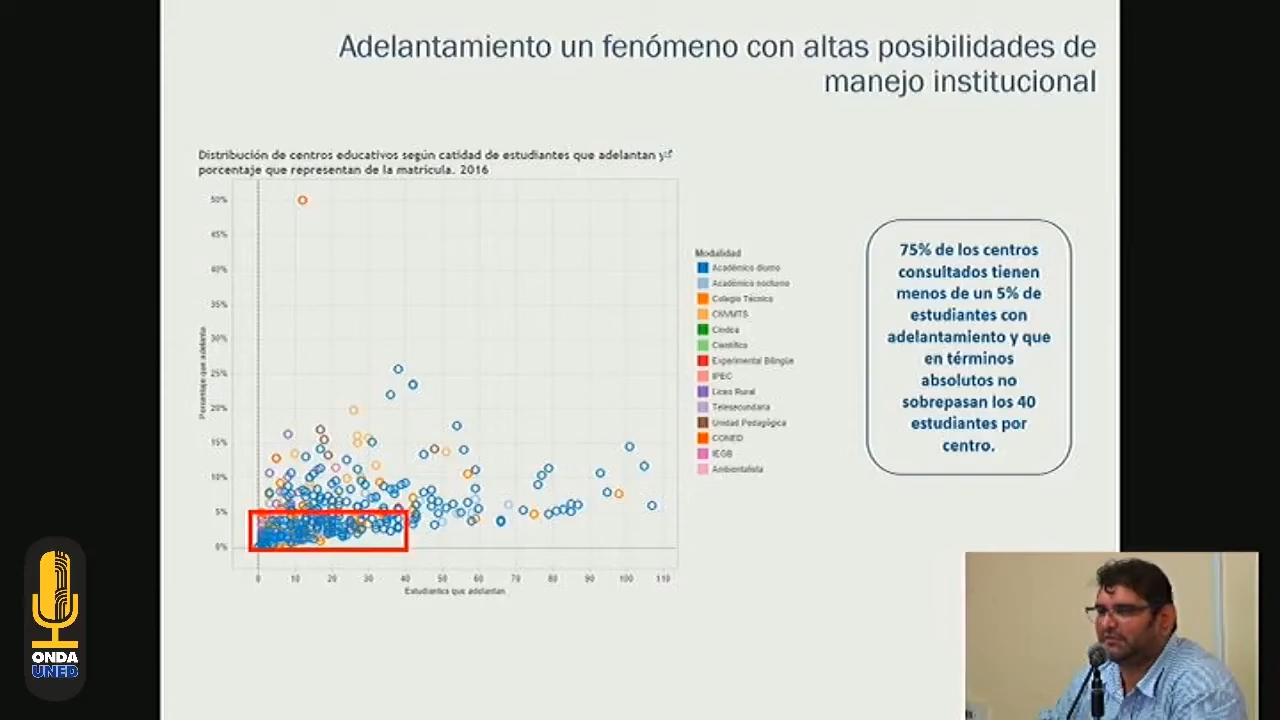 Adelantamiento un fenómeno con altas posibilidades de
manejo institucional
Distribución de centros educativos según catidad de estudiantes que adelantan y
porcentaje que representan de la matricula. 2016
50%
45%
40%
35%
30%
25%
20%
15%
10%
5%
0%
Porcentaje que adelanta
0 10 20 30 40 50 60 70 80 90 100 110
Estudiantes que adelantan
Modalidad
Académico diurno
Académico nocturno
Colegio Técnico
CNVMTS
Cindea
Científico
Experimental Bilingüe
IPEC
Liceo Rural
Telesecundaria
Unidad Pedagógica
CONED
IEGB
Ambientalista
75% de los centros
consultados tienen
menos de un 5% de
estudiantes con
adelantamiento y que
en términos
absolutos no
sobrepasan los 40
estudiantes por
centro.
ONDA
UNED